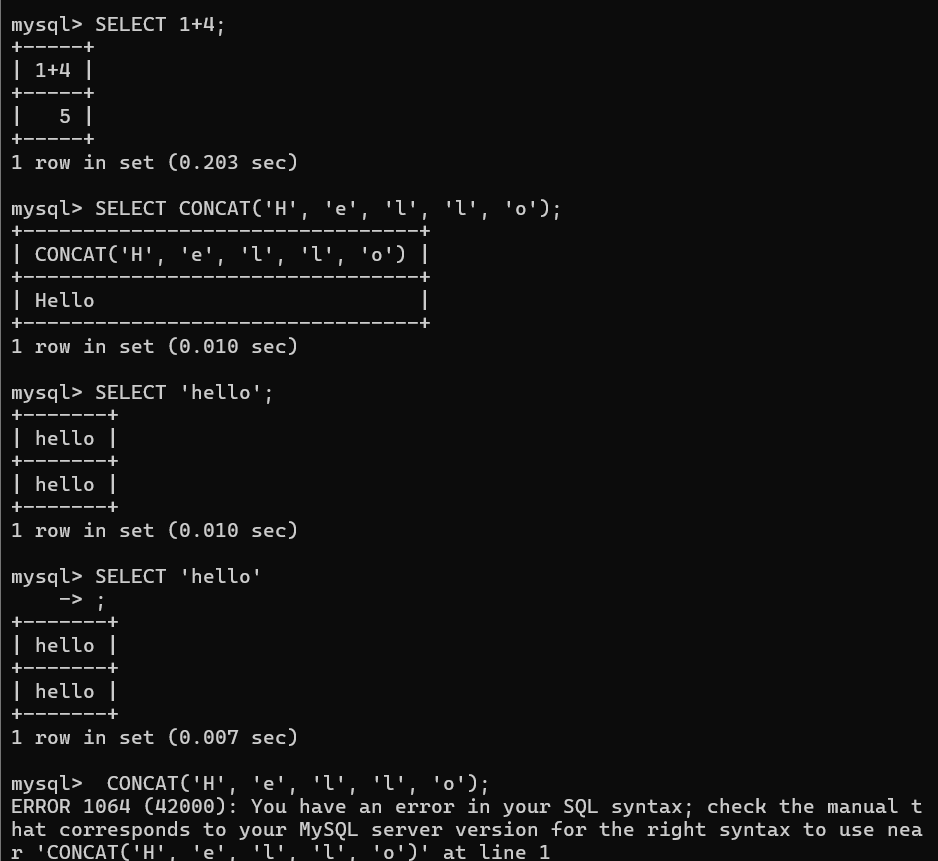 mysql> SELECT 1+4;
+-----+
| 1+4 |
+-----+
|   5 |
+-----+
1 row in set (0.203 sec)

mysql> SELECT CONCAT('H', 'e', 'l', 'l', 'o');
+---------------------------------+
| CONCAT('H', 'e', 'l', 'l', 'o') |
+---------------------------------+
| Hello                           |
+---------------------------------+
1 row in set (0.010 sec)

mysql> SELECT 'hello';
+-------+
| hello |
+-------+
| hello |
+-------+
1 row in set (0.010 sec)

mysql> SELECT 'hello'
    -> ;
+-------+
| hello |
+-------+
| hello |
+-------+
1 row in set (0.007 sec)

mysql>  CONCAT('H', 'e', 'l', 'l', 'o');
ERROR 1064 (42000): You have an error in your SQL syntax; check the manual t
hat corresponds to your MySQL server version for the right syntax to use nea
r 'CONCAT('H', 'e', 'l', 'l', 'o')' at line 1